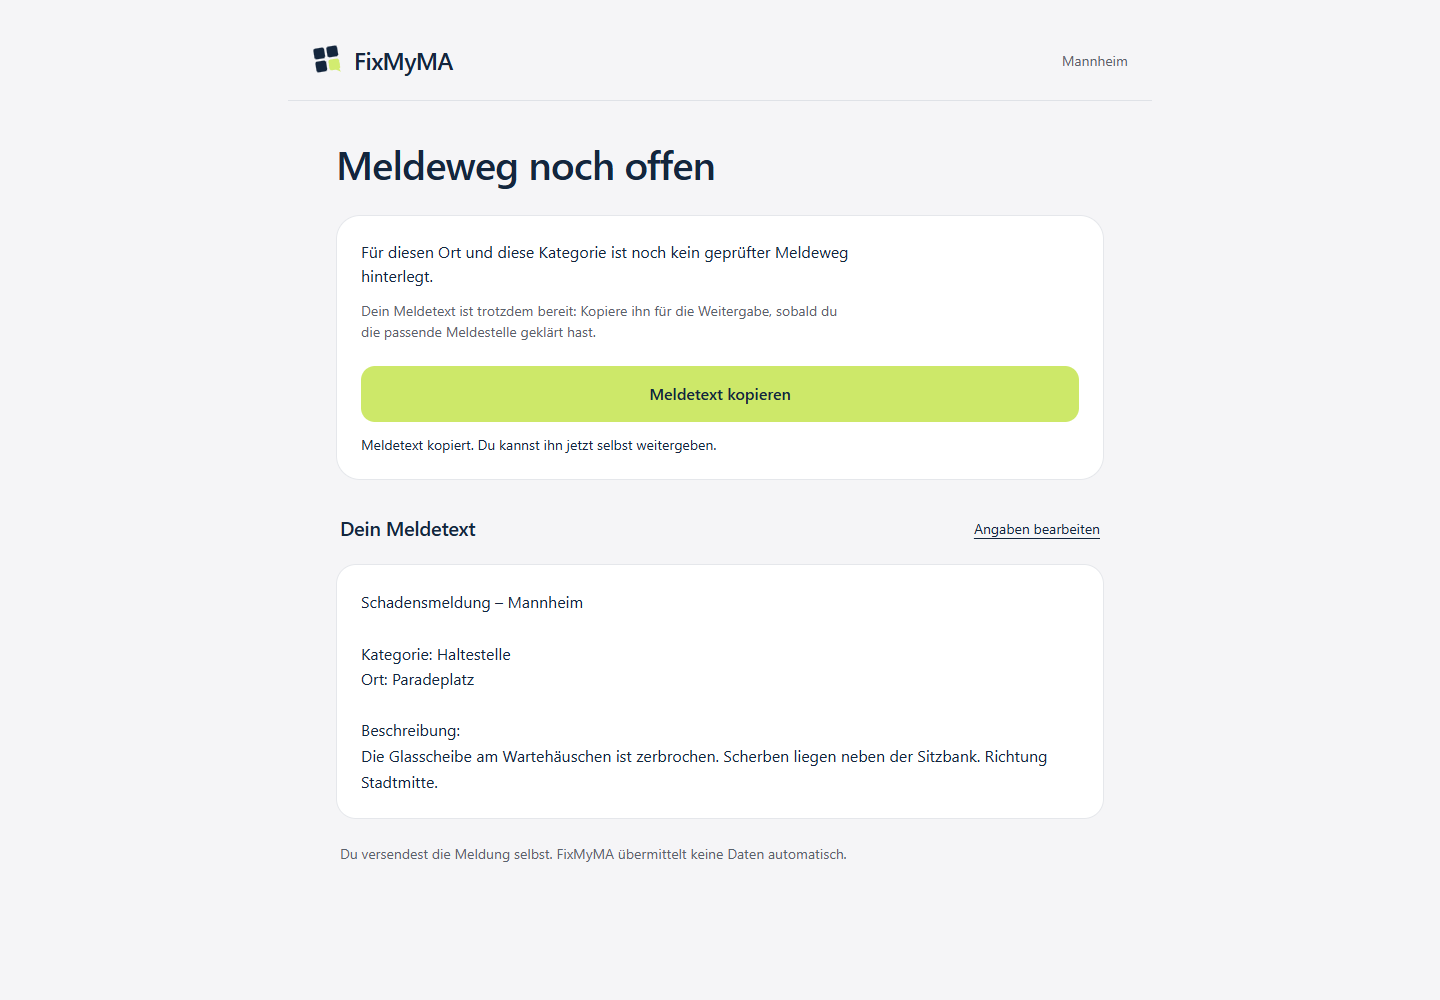 FixMyMA
Mannheim
Meldeweg noch offen
Für diesen Ort und diese Kategorie ist noch kein geprüfter Meldeweg
hinterlegt.
Dein Meldetext ist trotzdem bereit: Kopiere ihn für die Weitergabe, sobald du
die passende Meldestelle geklärt hast.
Meldetext kopieren
Meldetext kopiert. Du kannst ihn jetzt selbst weitergeben.
Dein Meldetext
Angaben bearbeiten
Schadensmeldung – Mannheim
Kategorie: Haltestelle
Ort: Paradeplatz
Beschreibung:
Die Glasscheibe am Wartehäuschen ist zerbrochen. Scherben liegen neben der Sitzbank. Richtung
Stadtmitte.
Du versendest die Meldung selbst. FixMyMA übermittelt keine Daten automatisch.